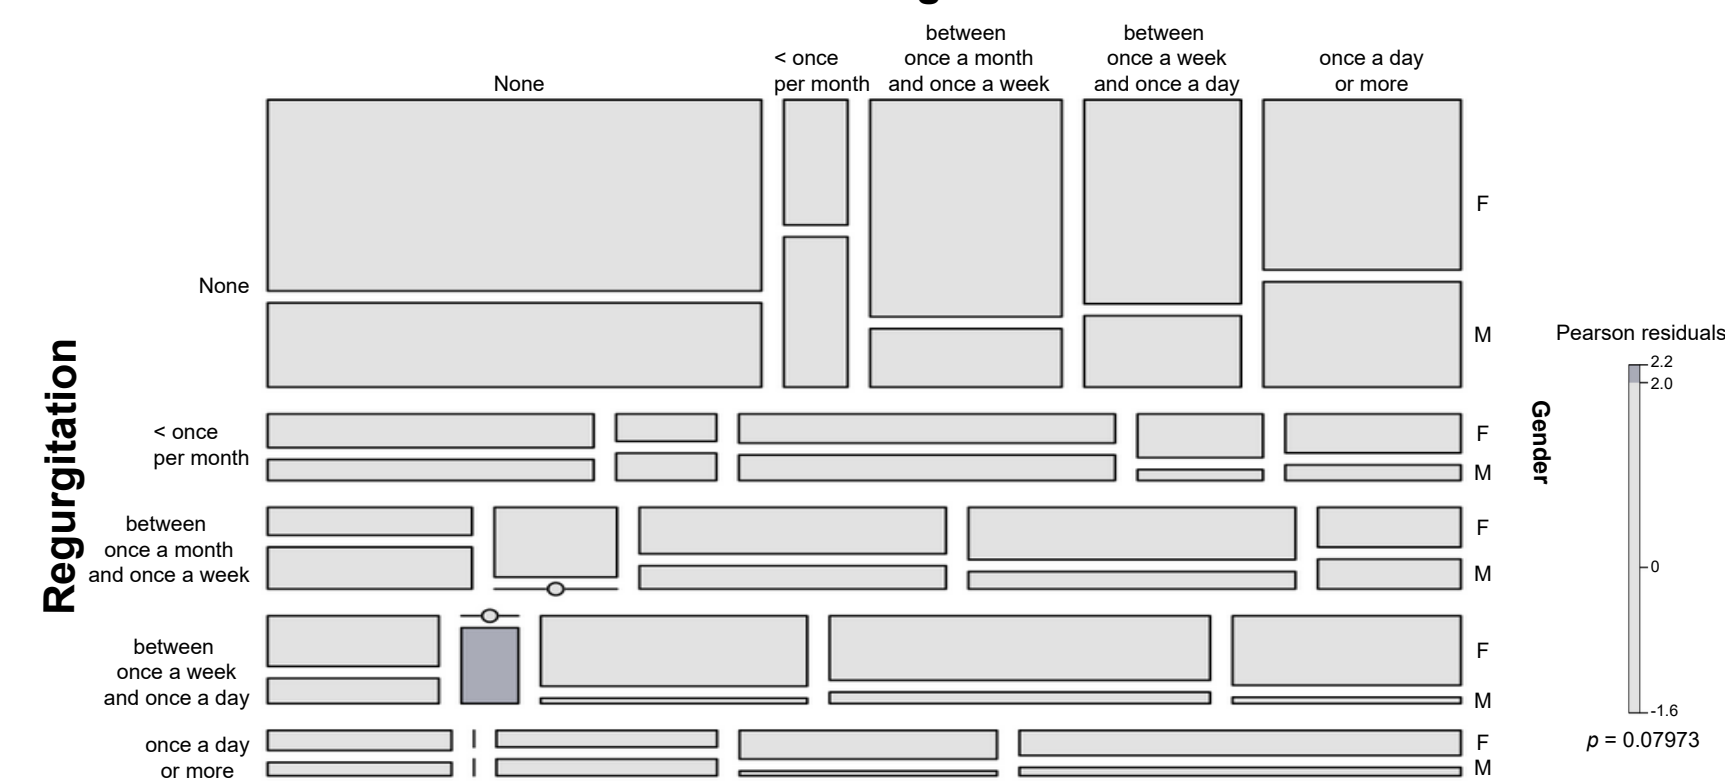 between
once a month
and once a week
between
once a week
and once a day
< once
per month
once a day
or more
None
None
F
M
Regurgitation
Gender
Pearson residuals
2.2
2.0
0
-1.6
p = 0.07973
< once
per month
F
M
between
once a month
and once a week
F
M
between
once a week
and once a day
F
M
once a day
or more
F
M